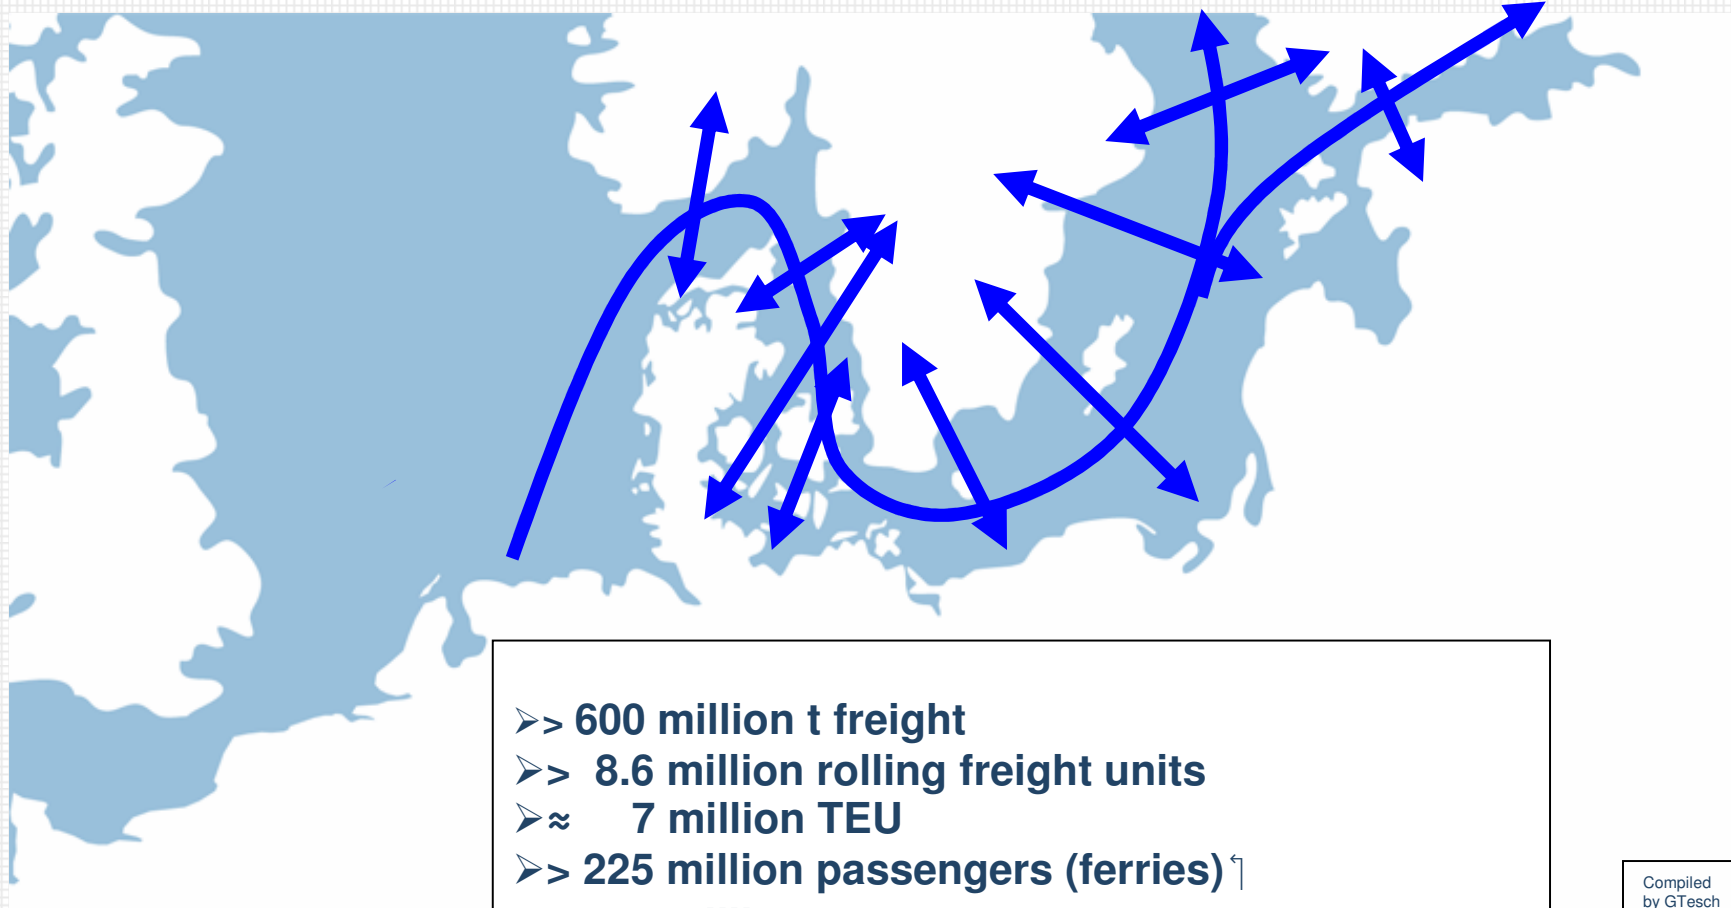 ➢> 600 million t freight
➢> 8.6 million rolling freight units
➢≈ 7 million TEU
➢> 225 million passengers (ferries)
Compiled
by GTesch